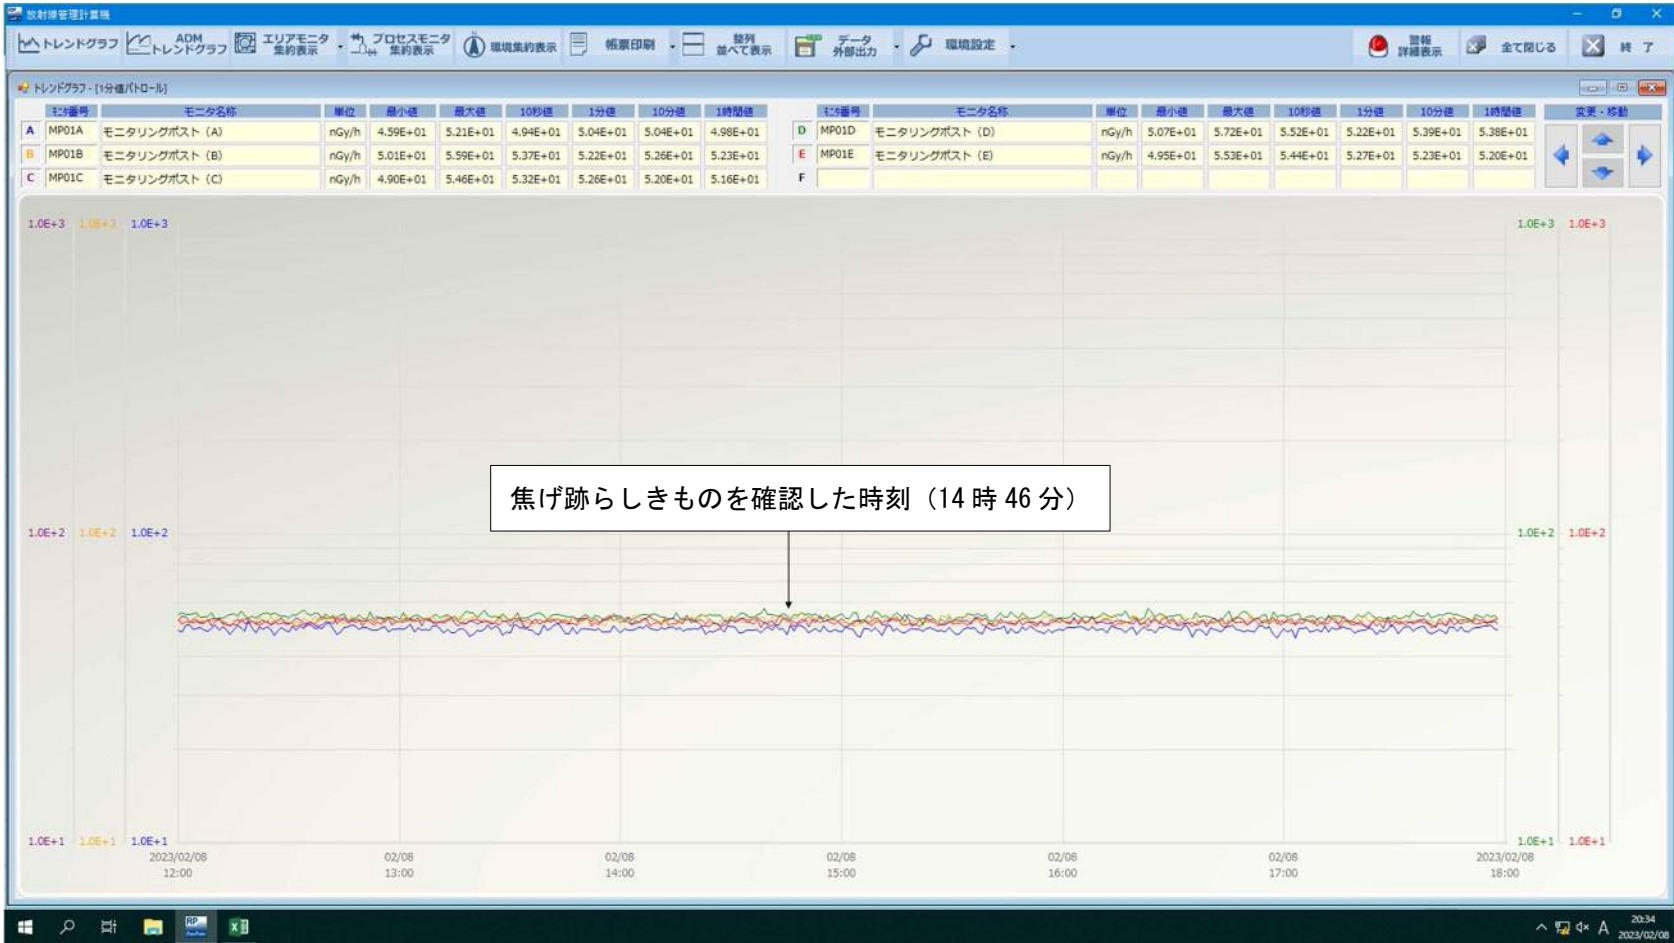 放射線管理計算機
トレンドグラフ
ADM
トレンドグラフ
エリアモニタ
集約表示
プロセスモニタ
集約表示
環境集約表示
帳票印刷
整列
並べて表示
データ
外部出力
環境設定
警報
詳細表示
全て閉じる
終 了
トレンドグラフ - [1分値パトロール]
ﾓﾆﾀ番号 モニタ名称 単位 最小値 最大値 10秒値 1分値 10分値 1時間値 ﾓﾆﾀ番号 モニタ名称 単位 最小値 最大値 10秒値 1分値 10分値 1時間値 変更・移動
A MP01A モニタリングポスト（A） nGy/h 4.59E+01 5.21E+01 4.94E+01 5.04E+01 5.04E+01 4.98E+01 D MP01D モニタリングポスト（D） nGy/h 5.07E+01 5.72E+01 5.52E+01 5.22E+01 5.39E+01 5.38E+01
B MP01B モニタリングポスト（B） nGy/h 5.01E+01 5.59E+01 5.37E+01 5.22E+01 5.26E+01 5.23E+01 E MP01E モニタリングポスト（E） nGy/h 4.95E+01 5.53E+01 5.44E+01 5.27E+01 5.23E+01 5.20E+01
C MP01C モニタリングポスト（C） nGy/h 4.90E+01 5.46E+01 5.32E+01 5.26E+01 5.20E+01 5.16E+01 F
1.0E+3 1.0E+3 1.0E+3 1.0E+3 1.0E+3
焦げ跡らしきものを確認した時刻（14 時 46 分）
1.0E+2 1.0E+2 1.0E+2 1.0E+2 1.0E+2
1.0E+1 1.0E+1 1.0E+1 1.0E+1 1.0E+1
2023/02/08 02/08 02/08 02/08 02/08 02/08 2023/02/08
12:00 13:00 14:00 15:00 16:00 17:00 18:00
A 20:34
2023/02/08